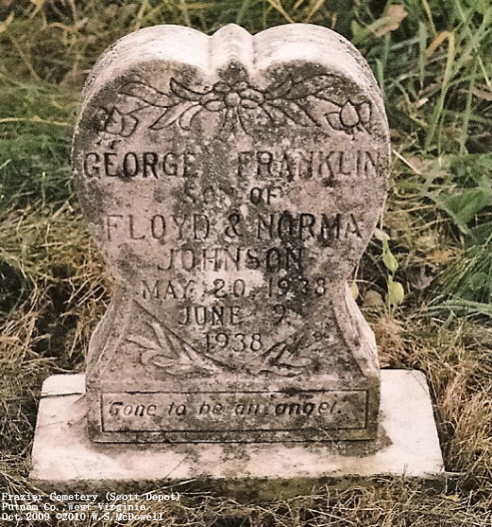 GEORGE FRANKLIN
SON OF
FLOYD & NORMA
JOHNSON
MAY 20, 1938
JUNE 9,
1938
Gone to be an angel.
Frazier Cemetery (Scott Depot)
Putnam Co., West Virginia
Oct. 2009 ©2010 W.S.McDowell